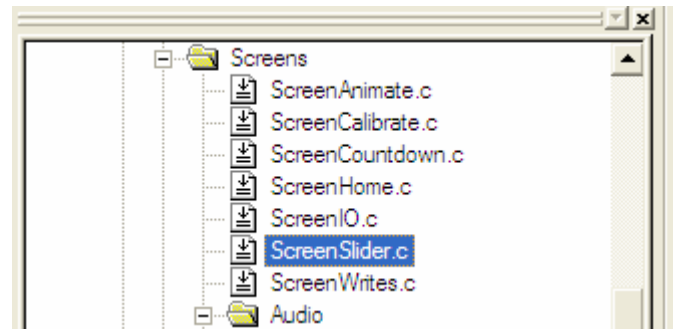 Screens
ScreenAnimate.c
ScreenCalibrate.c
ScreenCountdown.c
ScreenHome.c
ScreenIO.c
ScreenSlider.c
ScreenWrites.c
Audio